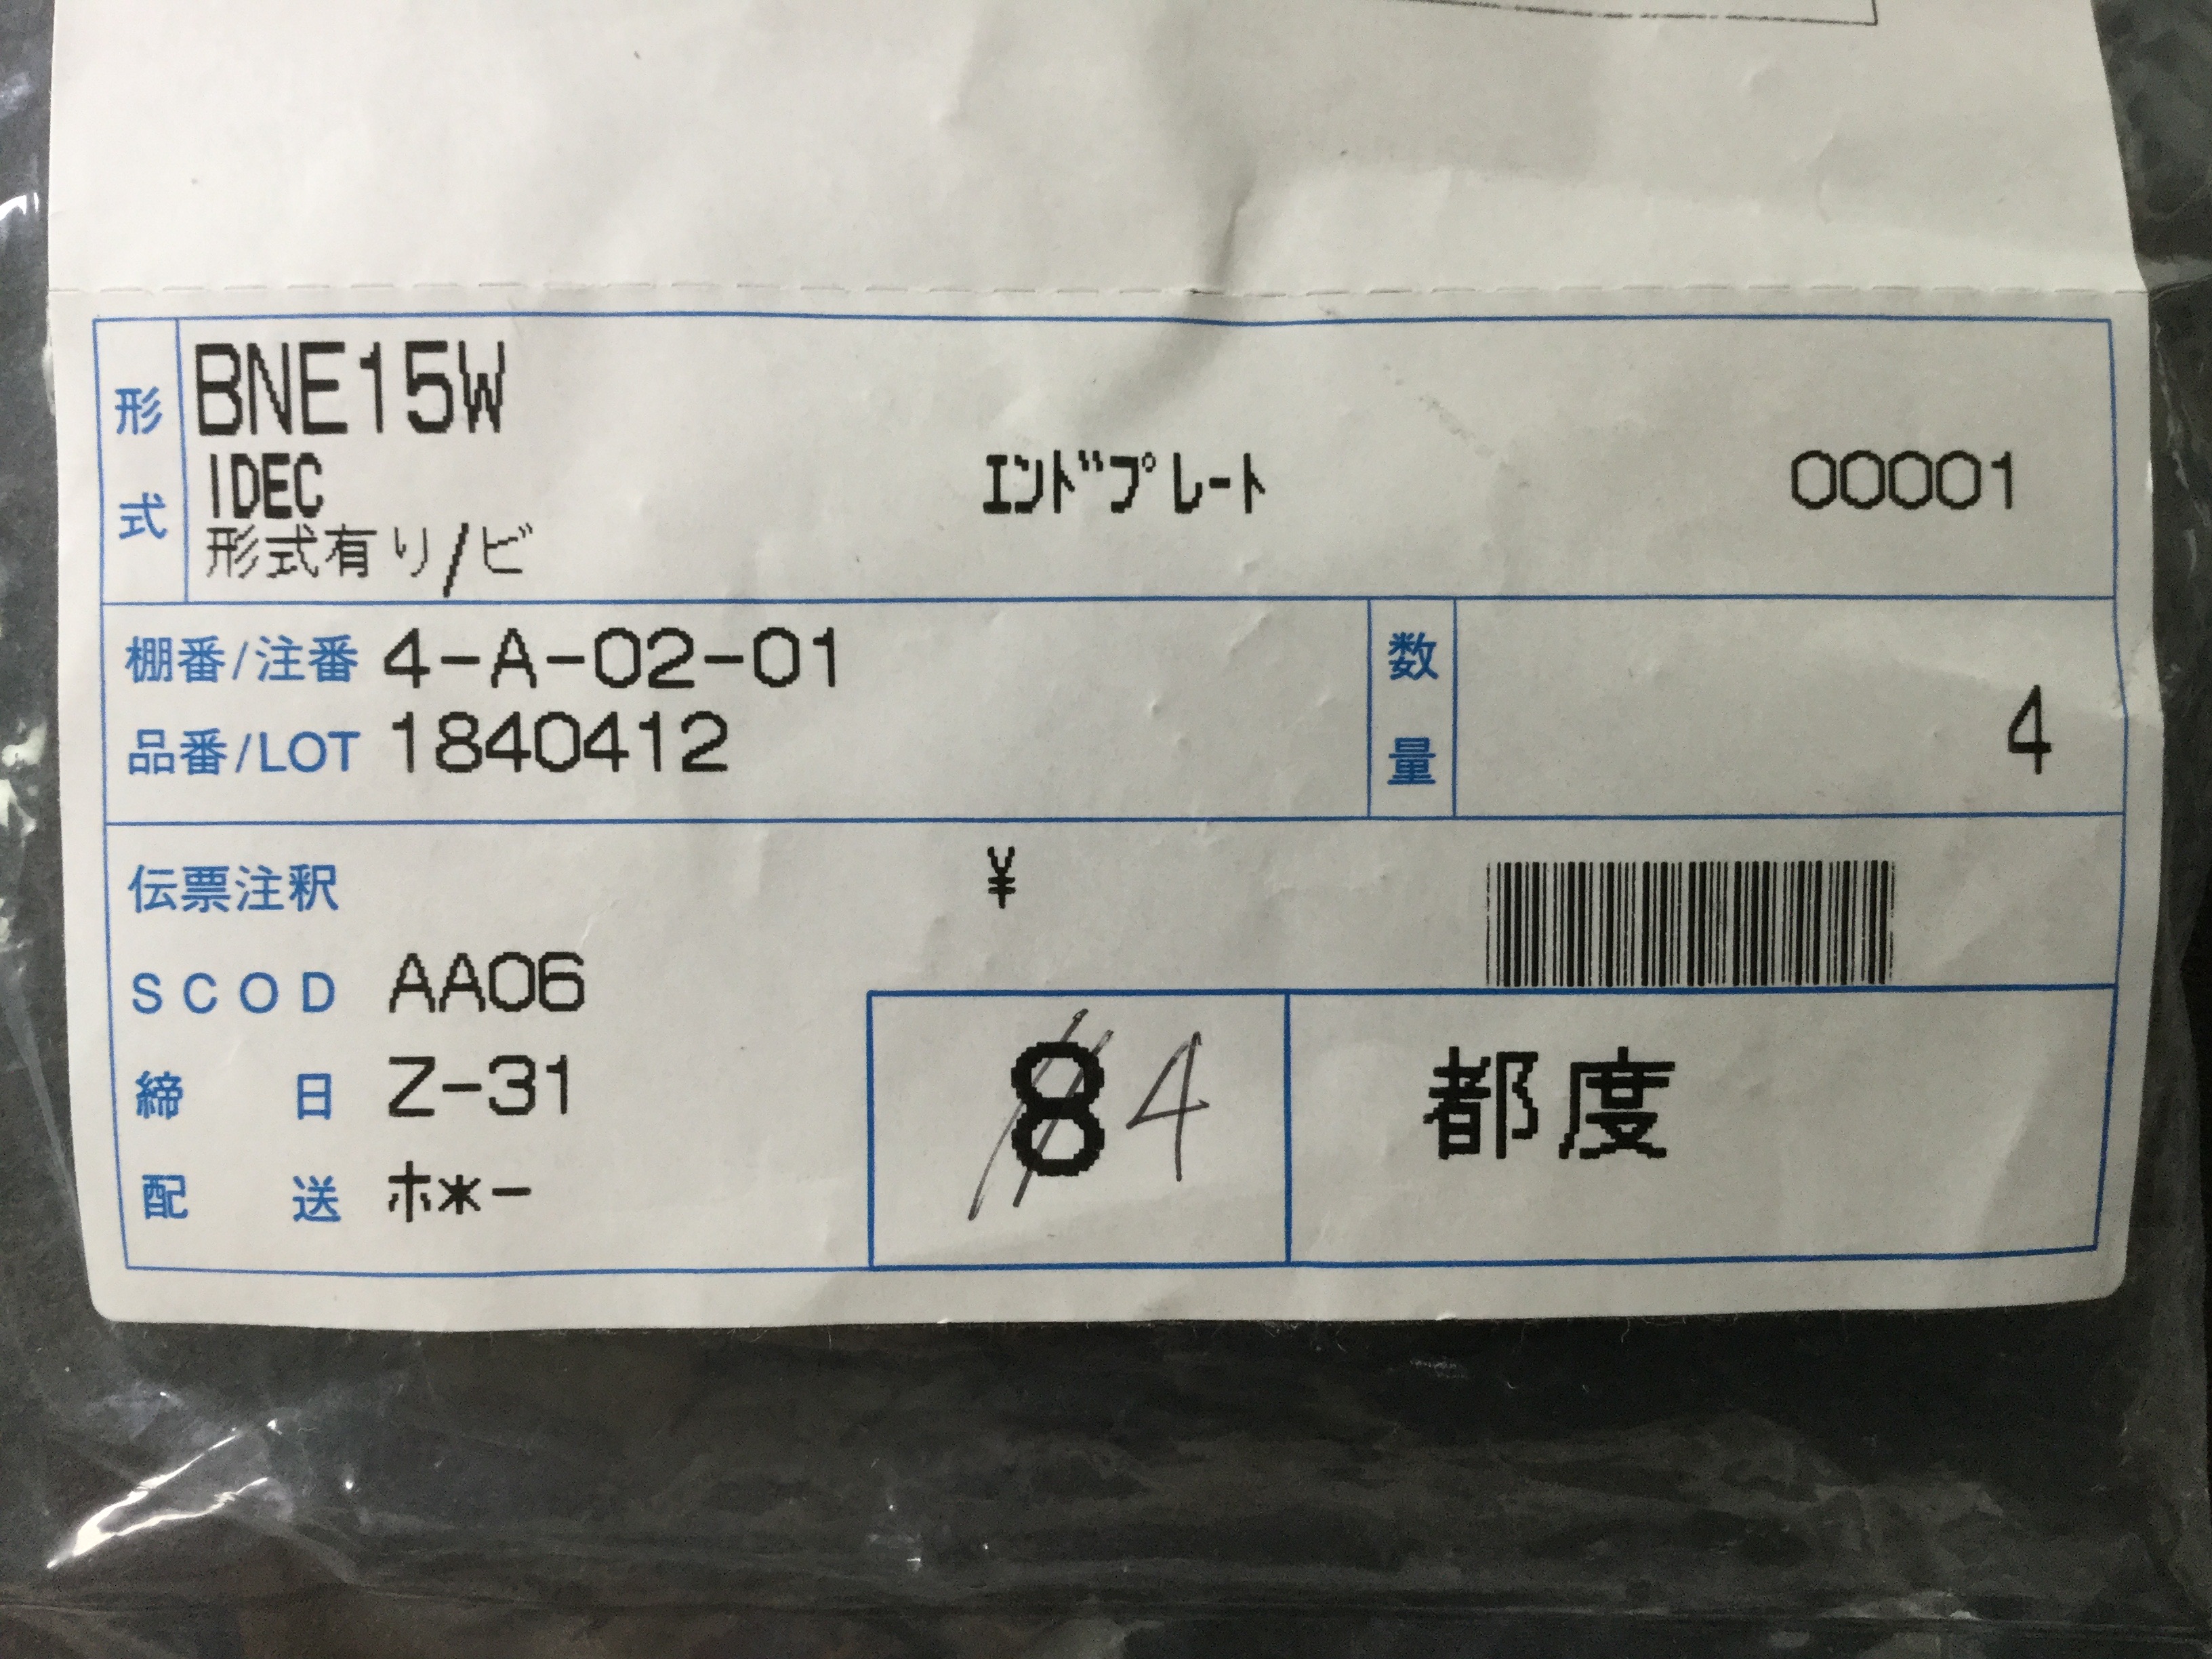 形式 BNE15W
IDEC エンドプレート 00001
形式有り/ビ
棚番/注番 4-A-02-01
品番/LOT 1840412
数量 4
伝票注釈 ¥
SCOD AA06
締日 Z-31
配送 ホ*-
8 4
都度